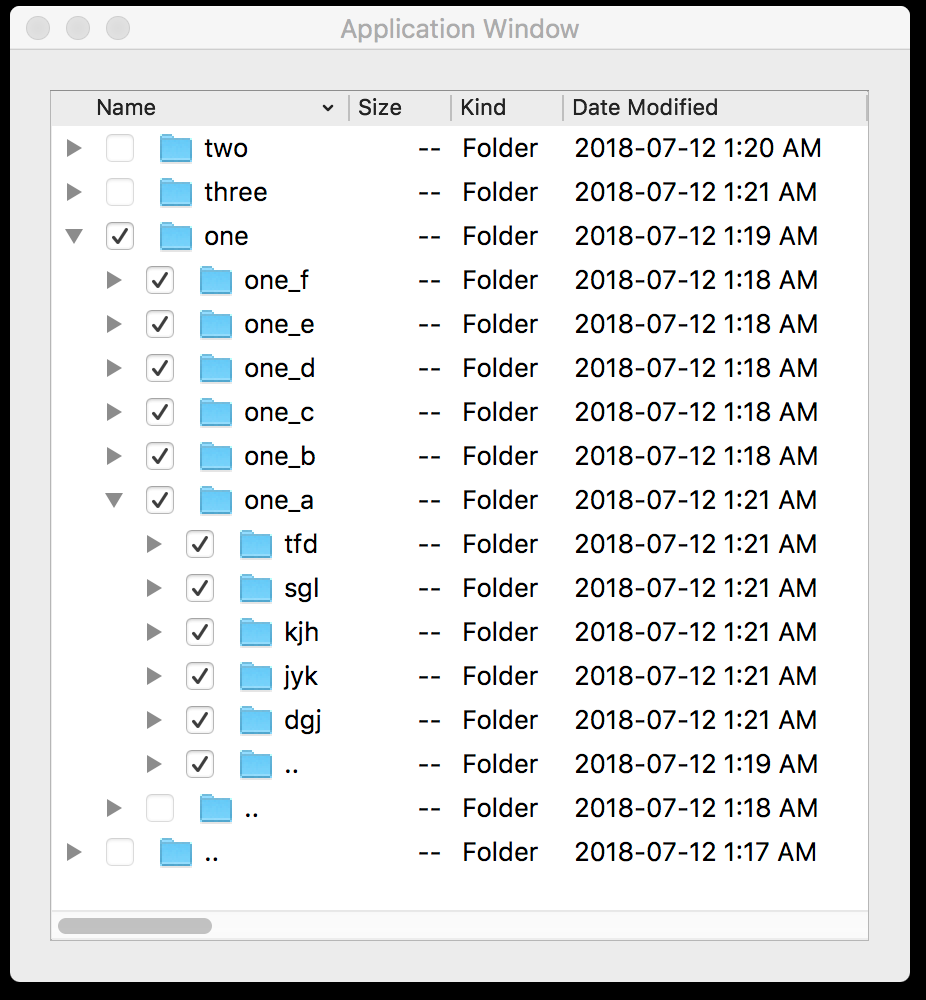 Application Window
Name Size Kind Date Modified
two -- Folder 2018-07-12 1:20 AM
three -- Folder 2018-07-12 1:21 AM
one -- Folder 2018-07-12 1:19 AM
one_f -- Folder 2018-07-12 1:18 AM
one_e -- Folder 2018-07-12 1:18 AM
one_d -- Folder 2018-07-12 1:18 AM
one_c -- Folder 2018-07-12 1:18 AM
one_b -- Folder 2018-07-12 1:18 AM
one_a -- Folder 2018-07-12 1:21 AM
tfd -- Folder 2018-07-12 1:21 AM
sgl -- Folder 2018-07-12 1:21 AM
kjh -- Folder 2018-07-12 1:21 AM
jyk -- Folder 2018-07-12 1:21 AM
dgj -- Folder 2018-07-12 1:21 AM
.. -- Folder 2018-07-12 1:19 AM
.. -- Folder 2018-07-12 1:18 AM
.. -- Folder 2018-07-12 1:17 AM